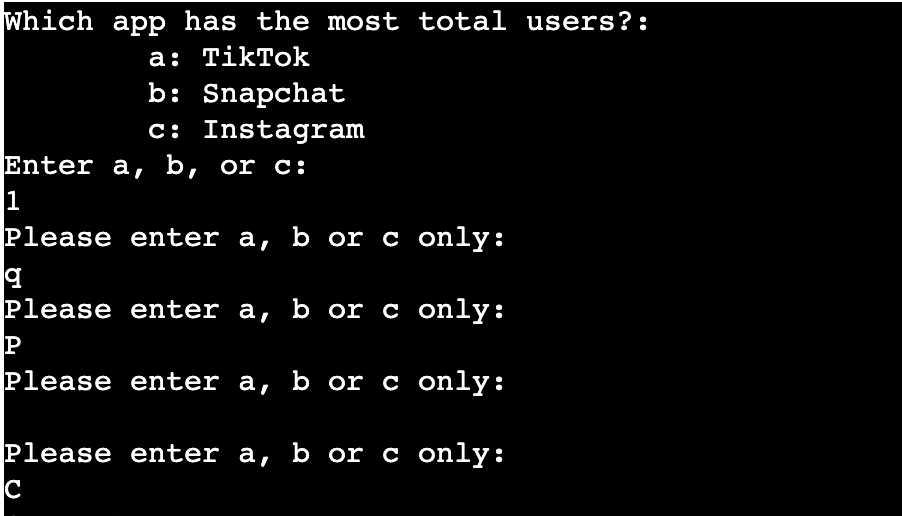 Which app has the most total users?:
a: TikTok
b: Snapchat
c: Instagram
Enter a, b, or c:
1
Please enter a, b or c only:
q
Please enter a, b or c only:
P
Please enter a, b or c only:
Please enter a, b or c only:
C